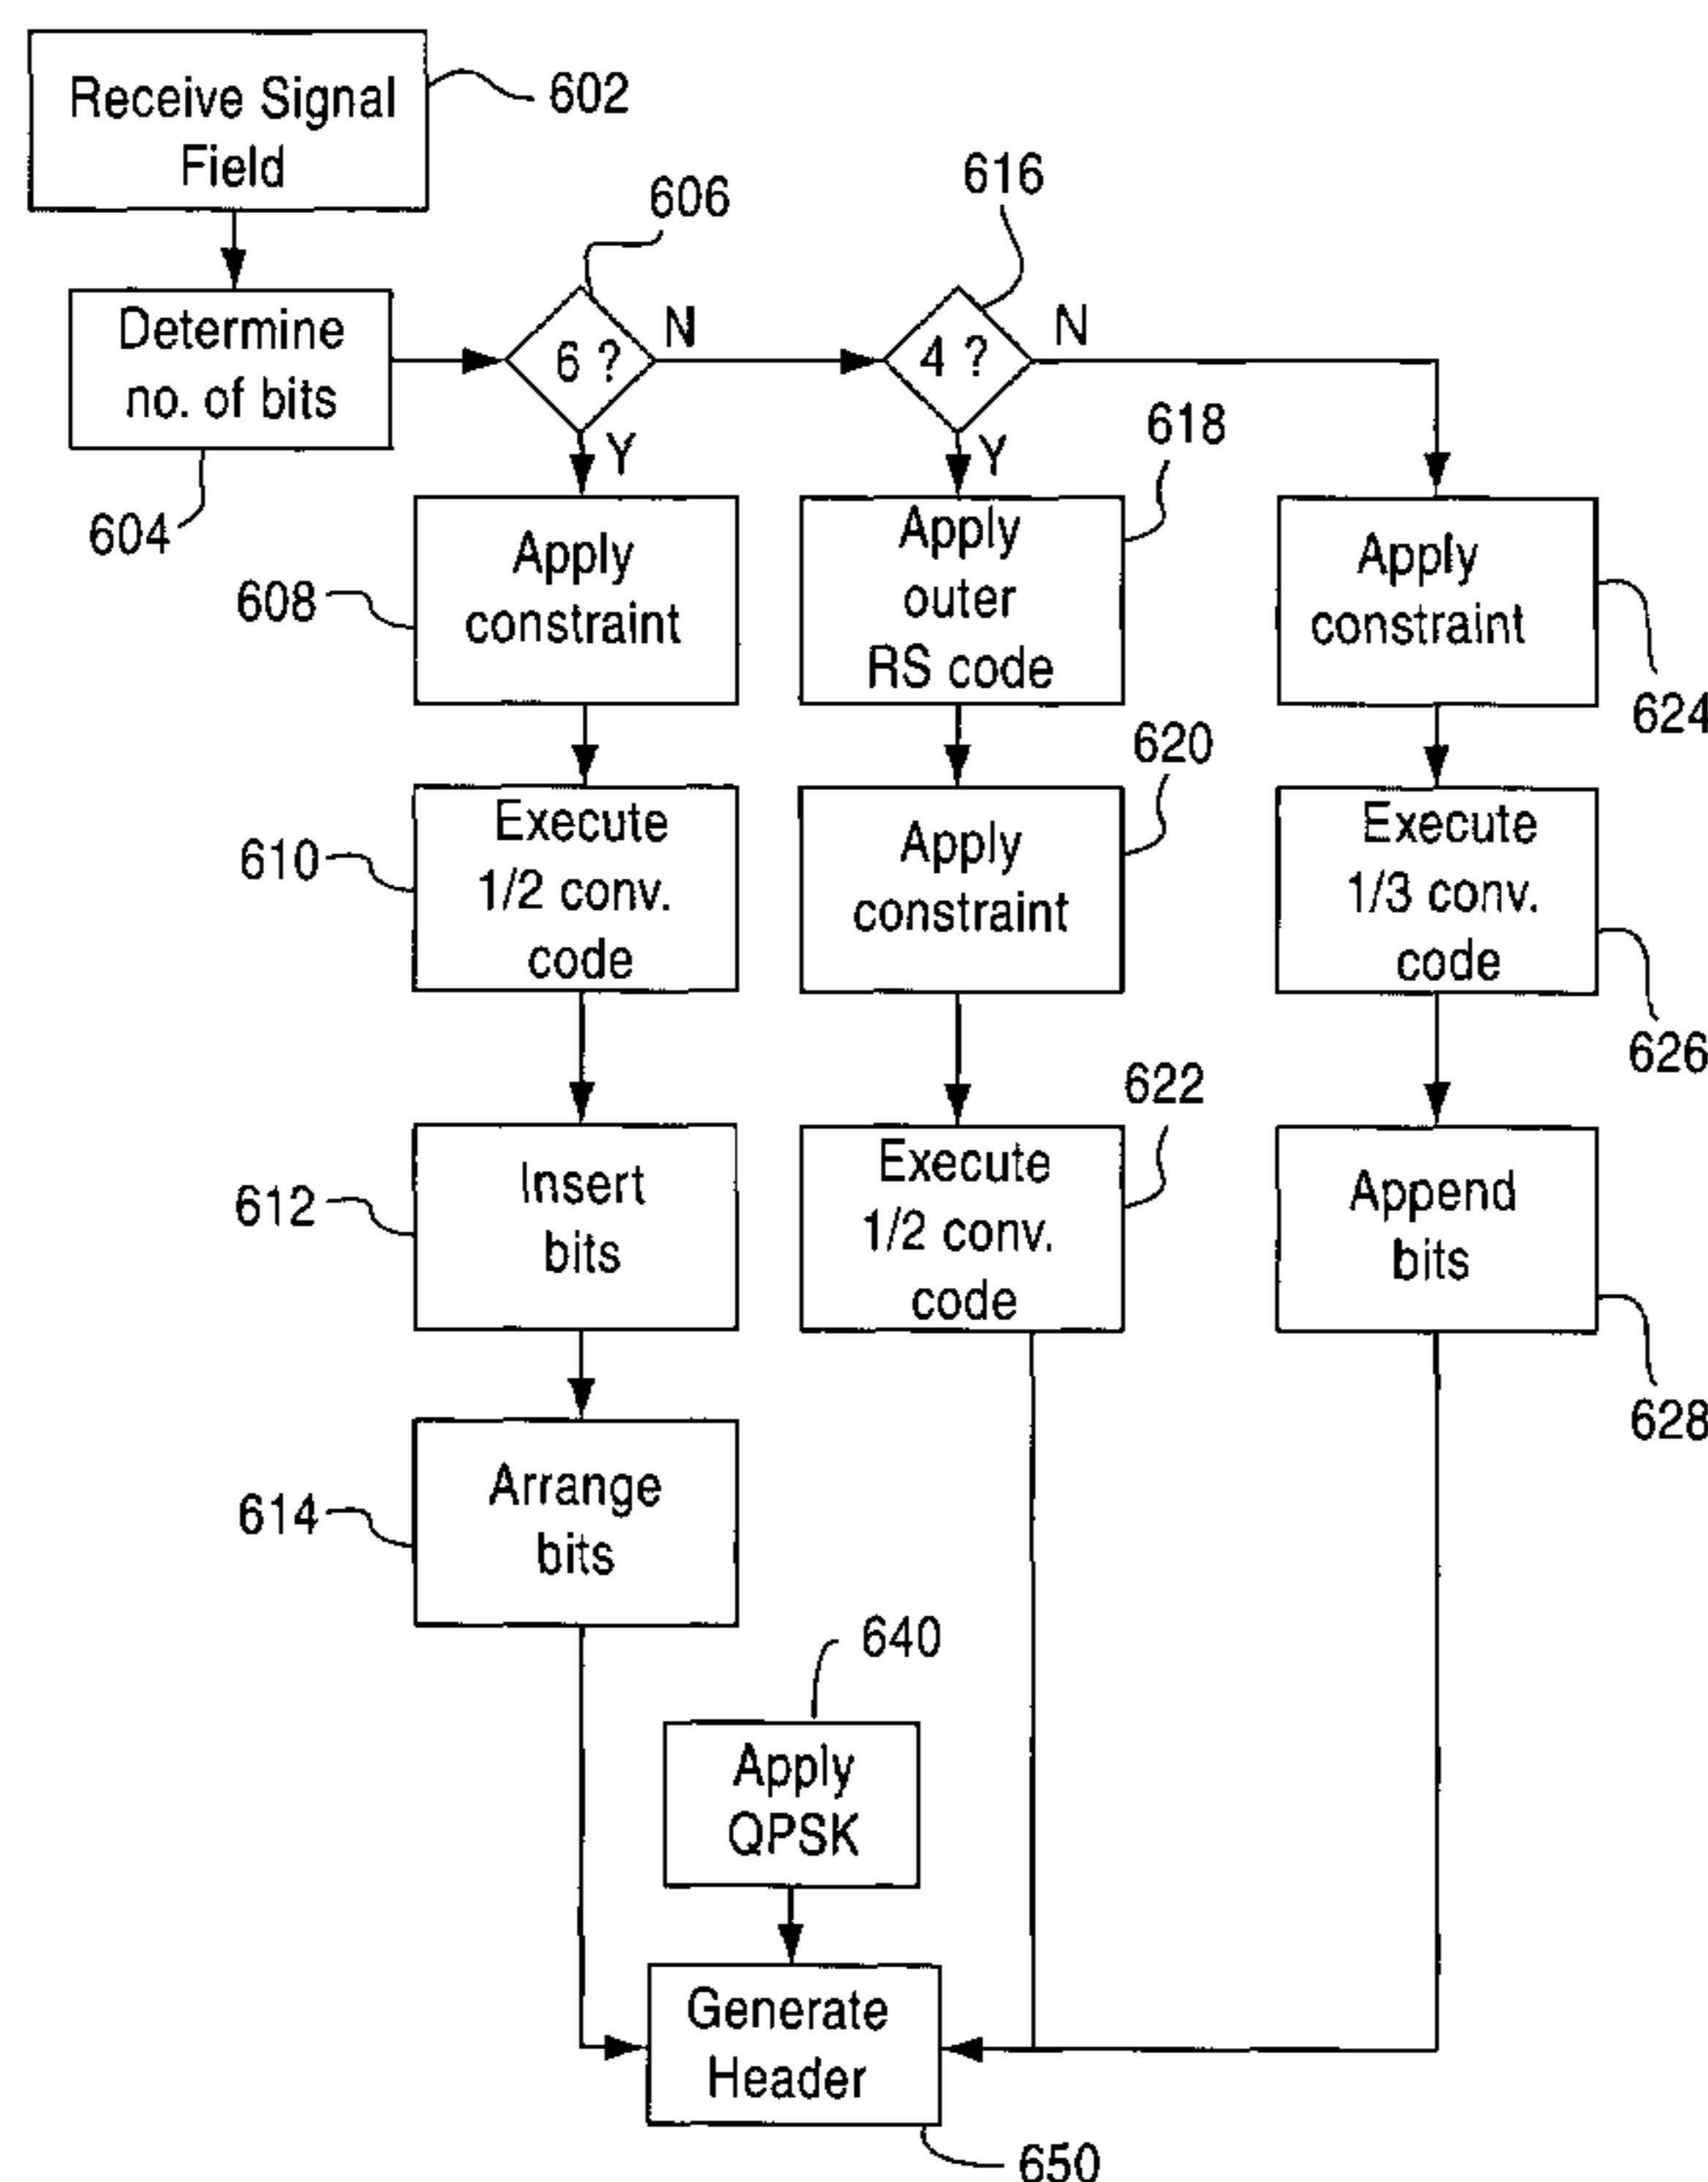 Receive Signal
Field
602
606
616
Determine
no. of bits
604
6 ?
N
Y
4 ?
N
Y
608
Apply
constraint
618
Apply
outer
RS code
Apply
constraint
624
610
Execute
1/2 conv.
code
620
Apply
constraint
Execute
1/3 conv.
code
626
612
Insert
bits
622
Execute
1/2 conv.
code
Append
bits
628
614
Arrange
bits
640
Apply
QPSK
Generate
Header
650